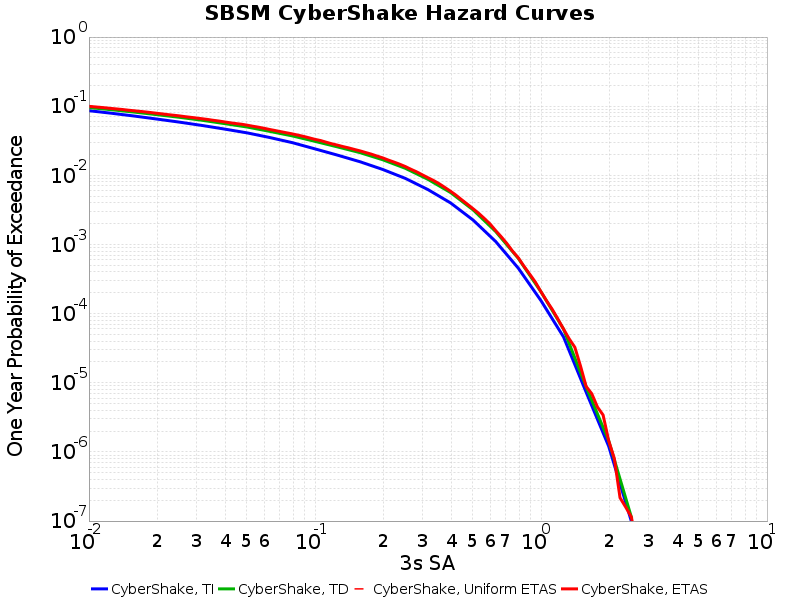 SBSM CyberShake Hazard Curves
One Year Probability of Exceedance
10^0
10^-1
10^-2
10^-3
10^-4
10^-5
10^-6
10^-7
10^-2 2 3 4 5 6 10^-1 2 3 4 5 6 7 10^0 2 3 4 5 6 7 10^1
3s SA
CyberShake, TI CyberShake, TD CyberShake, Uniform ETAS CyberShake, ETAS